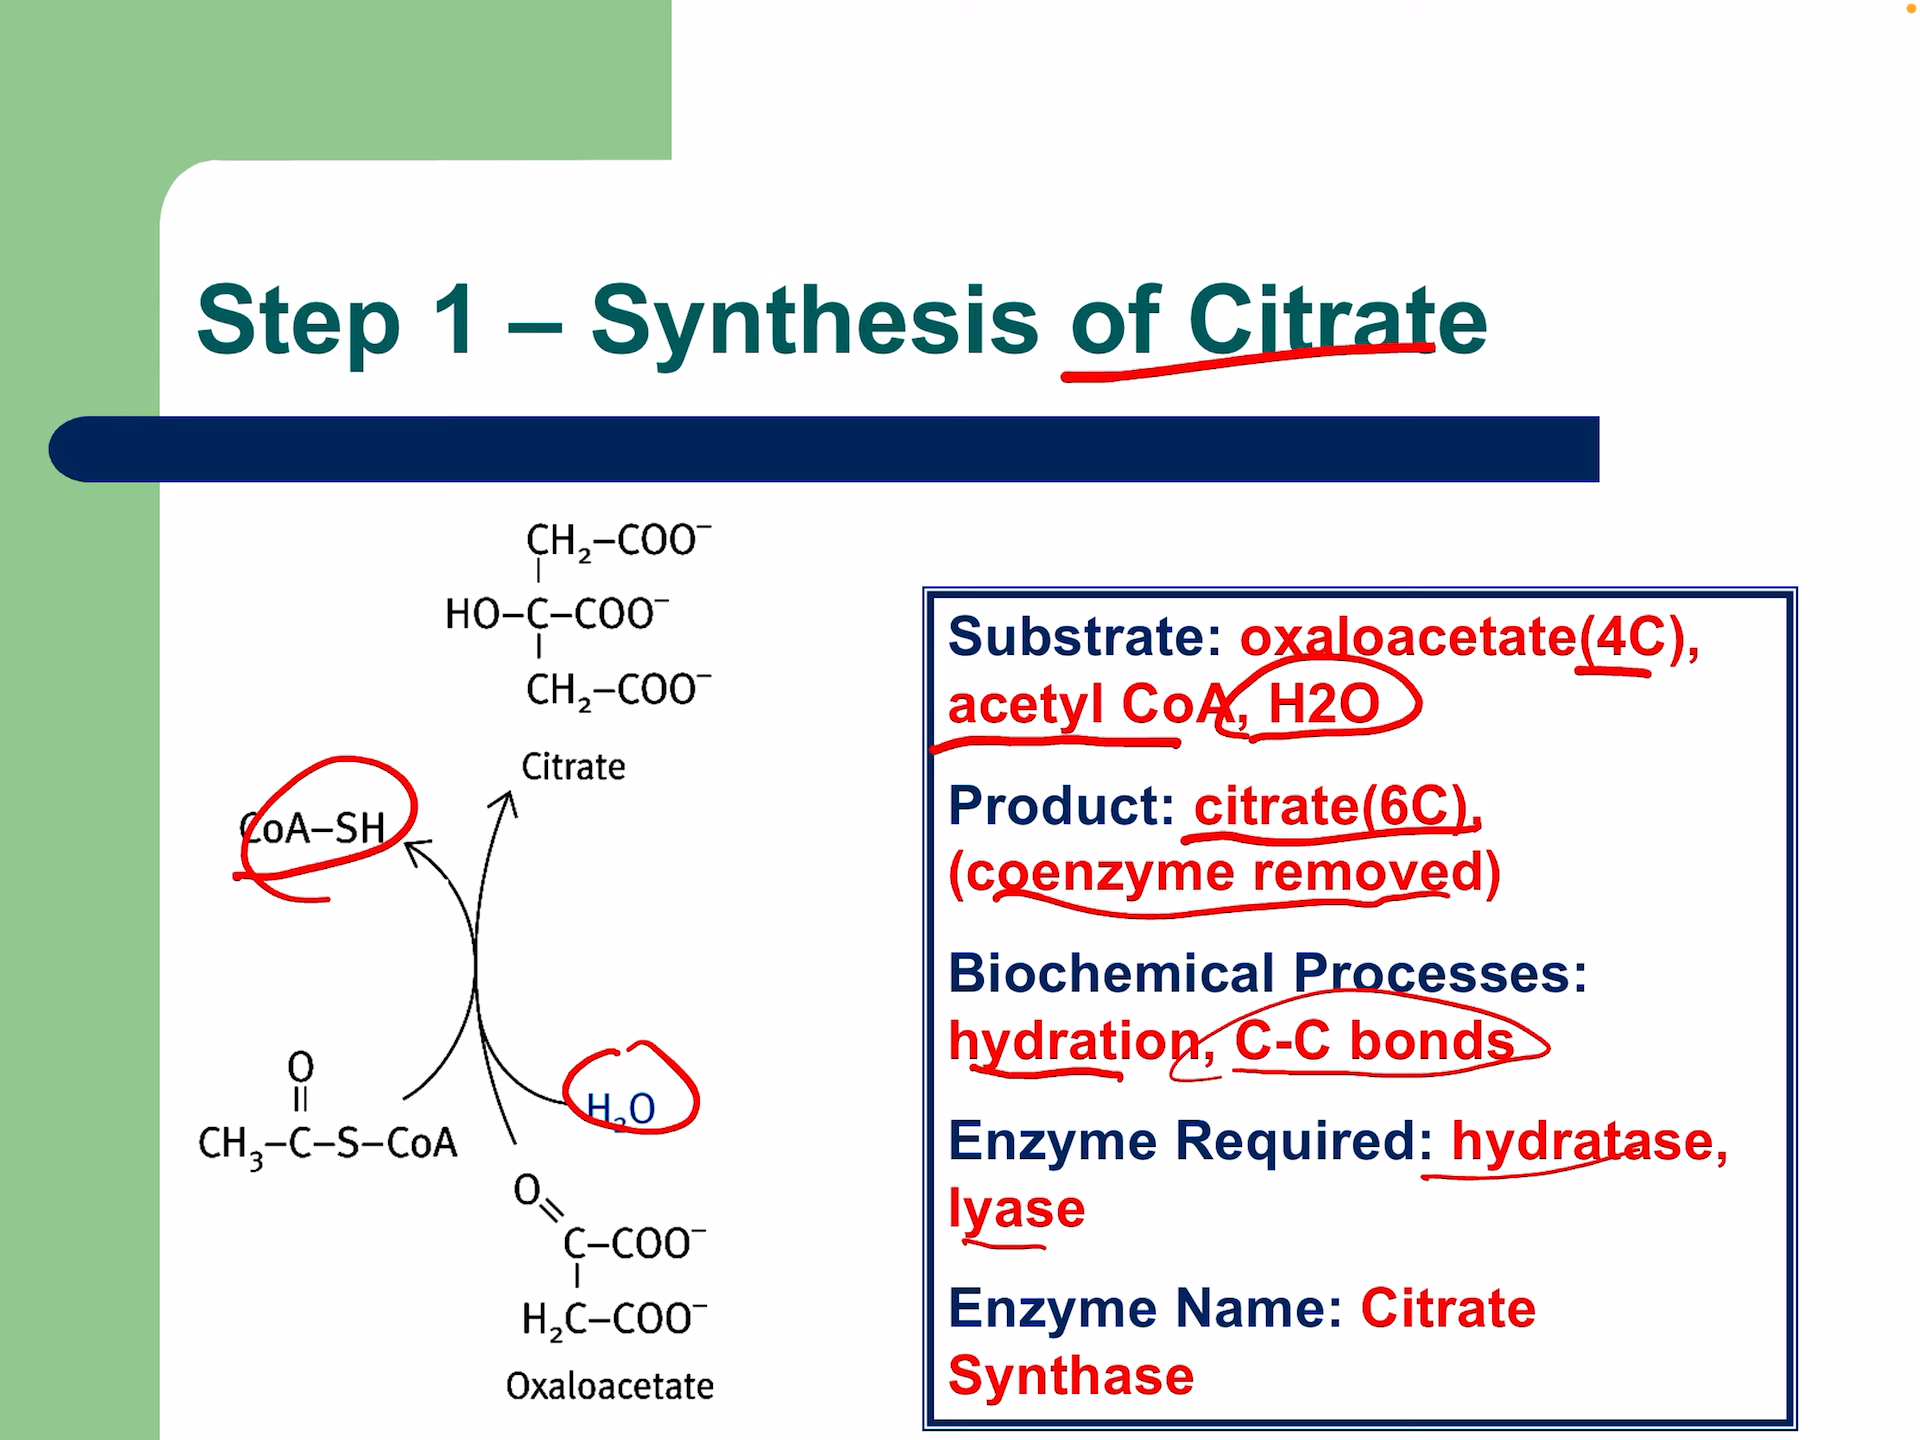 Step 1 – Synthesis of Citrate
CH₂–COO⁻
HO–C–COO⁻
CH₂–COO⁻
Citrate
CoA–SH
O
CH₃–C–S–CoA
H₂O
O
C–COO⁻
H₂C–COO⁻
Oxaloacetate
Substrate: oxaloacetate(4C),
acetyl CoA, H2O
Product: citrate(6C),
(coenzyme removed)
Biochemical Processes:
hydration, C-C bonds
Enzyme Required: hydratase,
lyase
Enzyme Name: Citrate
Synthase